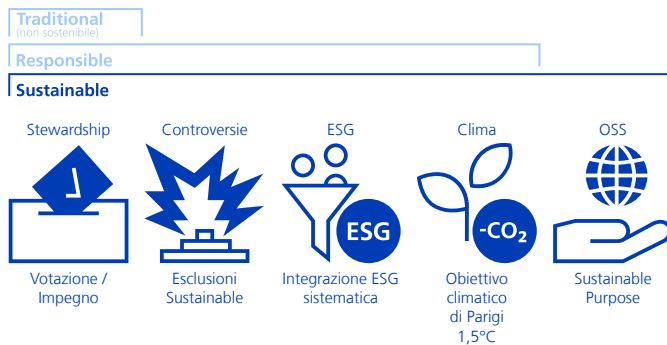 Traditional
(non sostenibile)
Responsible
Sustainable
Stewardship
Controversie
ESG
Clima
OSS
ESG
-CO₂
Votazione /
Impegno
Esclusioni
Sustainable
Integrazione ESG
sistematica
Obiettivo
climatico
di Parigi
1,5°C
Sustainable
Purpose